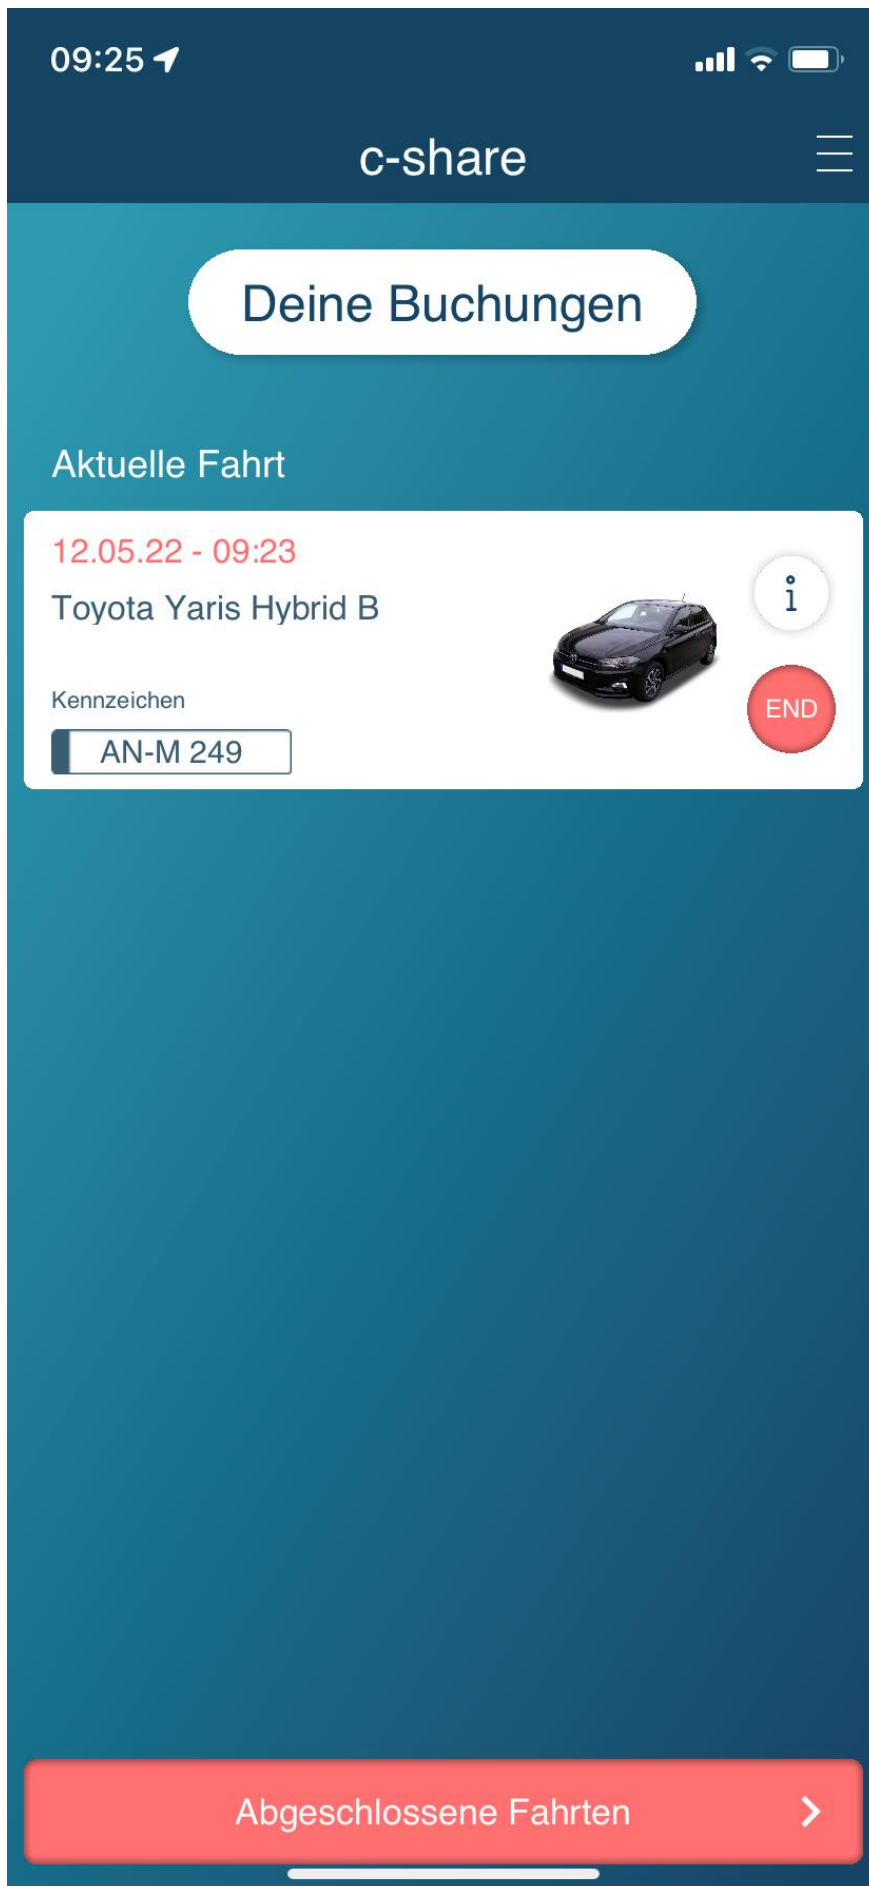 09:25
c-share
Deine Buchungen
Aktuelle Fahrt
12.05.22 - 09:23
Toyota Yaris Hybrid B
i
Kennzeichen
END
AN-M 249
Abgeschlossene Fahrten